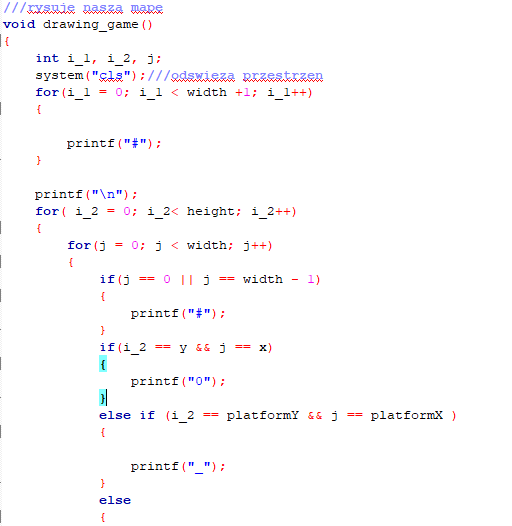 ///rysuje nasza mape
void drawing_game()
{
    int i_1, i_2, j;
    system("cls");///odswieza przestrzen
    for(i_1 = 0; i_1 < width +1; i_1++)
    {
        printf("#");
    }
    printf("\n");
    for( i_2 = 0; i_2< height; i_2++)
    {
        for(j = 0; j < width; j++)
        {
            if(j == 0 || j == width - 1)
            {
                printf("#");
            }
            if(i_2 == y && j == x)
            {
                printf("0");
            }
            else if (i_2 == platformY && j == platformX )
            {
                printf("_");
            }
            else
            {